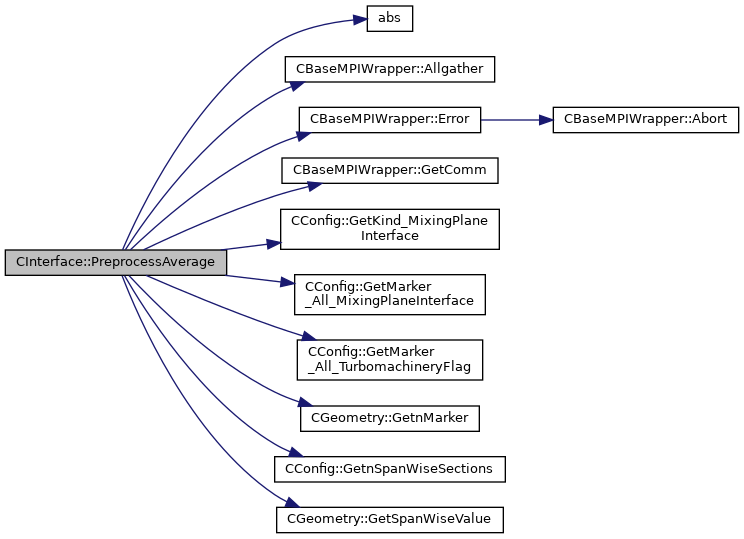 abs
CBaseMPIWrapper::Allgather
CBaseMPIWrapper::Error
CBaseMPIWrapper::Abort
CBaseMPIWrapper::GetComm
CConfig::GetKind_MixingPlane
Interface
CInterface::PreprocessAverage
CConfig::GetMarker
_All_MixingPlaneInterface
CConfig::GetMarker
_All_TurbomachineryFlag
CGeometry::GetnMarker
CConfig::GetnSpanWiseSections
CGeometry::GetSpanWiseValue